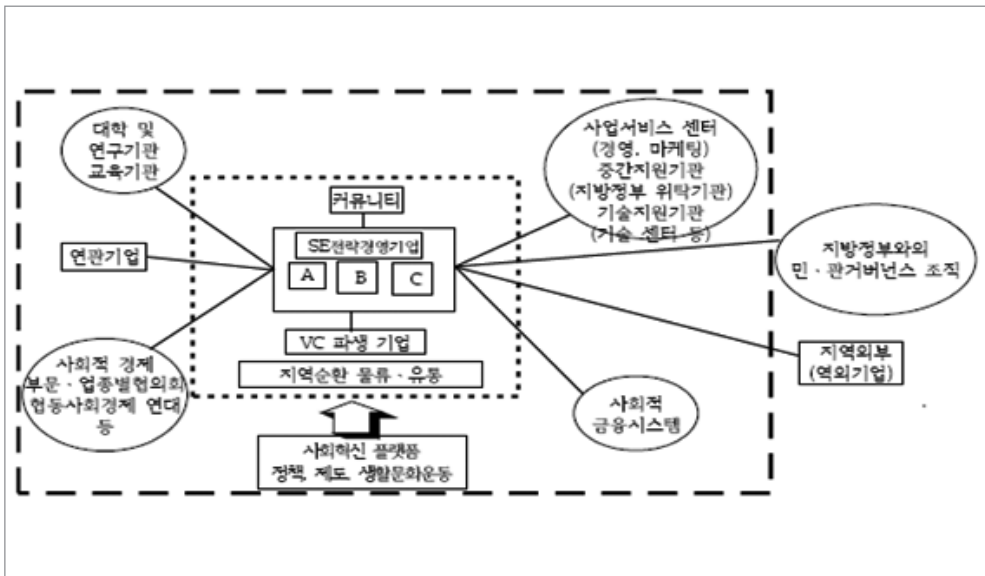 대학 및
연구기관
교육기관
사업서비스 센터
(경영, 마케팅)
중간지원기관
(지방정부 위탁기관)
기술지원기관
(기술 센터 등)
커뮤니티
SE전략경영기업
A B C
연관기업
지방정부와의
민·관거버넌스 조직
VC 파생 기업
지역순환 물류·유통
지역외부
(역외기업)
사회적 경제
부문·업종별협의회
협동사회경제 연대
등
사회적
금융시스템
사회혁신 플랫폼
정책, 제도 생활문화운동